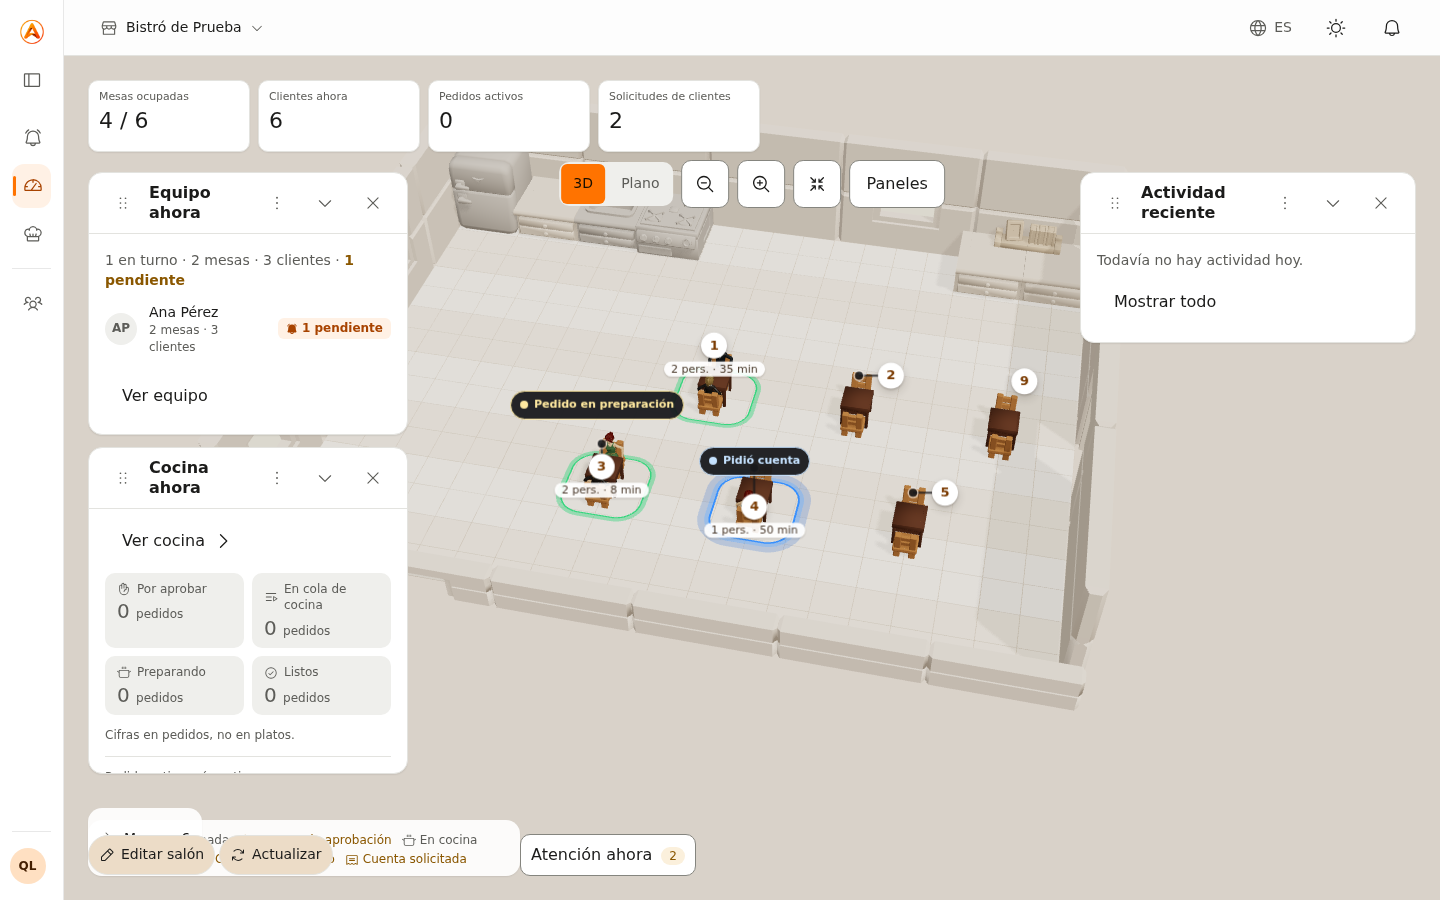 Bistró de Prueba
ES
Mesas ocupadas
4 / 6
Clientes ahora
6
Pedidos activos
0
Solicitudes de clientes
2
3D
Plano
Paneles
Equipo
ahora
1 en turno · 2 mesas · 3 clientes · 1
pendiente
AP
Ana Pérez
2 mesas · 3
clientes
1 pendiente
Ver equipo
Cocina
ahora
Ver cocina
Por aprobar
0 pedidos
En cola de
cocina
0 pedidos
Preparando
0 pedidos
Listos
0 pedidos
Cifras en pedidos, no en platos.
Actividad
reciente
Todavía no hay actividad hoy.
Mostrar todo
1
2 pers. · 35 min
2
9
Pedido en preparación
3
2 pers. · 8 min
Pidió cuenta
4
1 pers. · 50 min
5
aprobación
En cocina
Cuenta solicitada
Editar salón
Actualizar
Atención ahora 2
QL